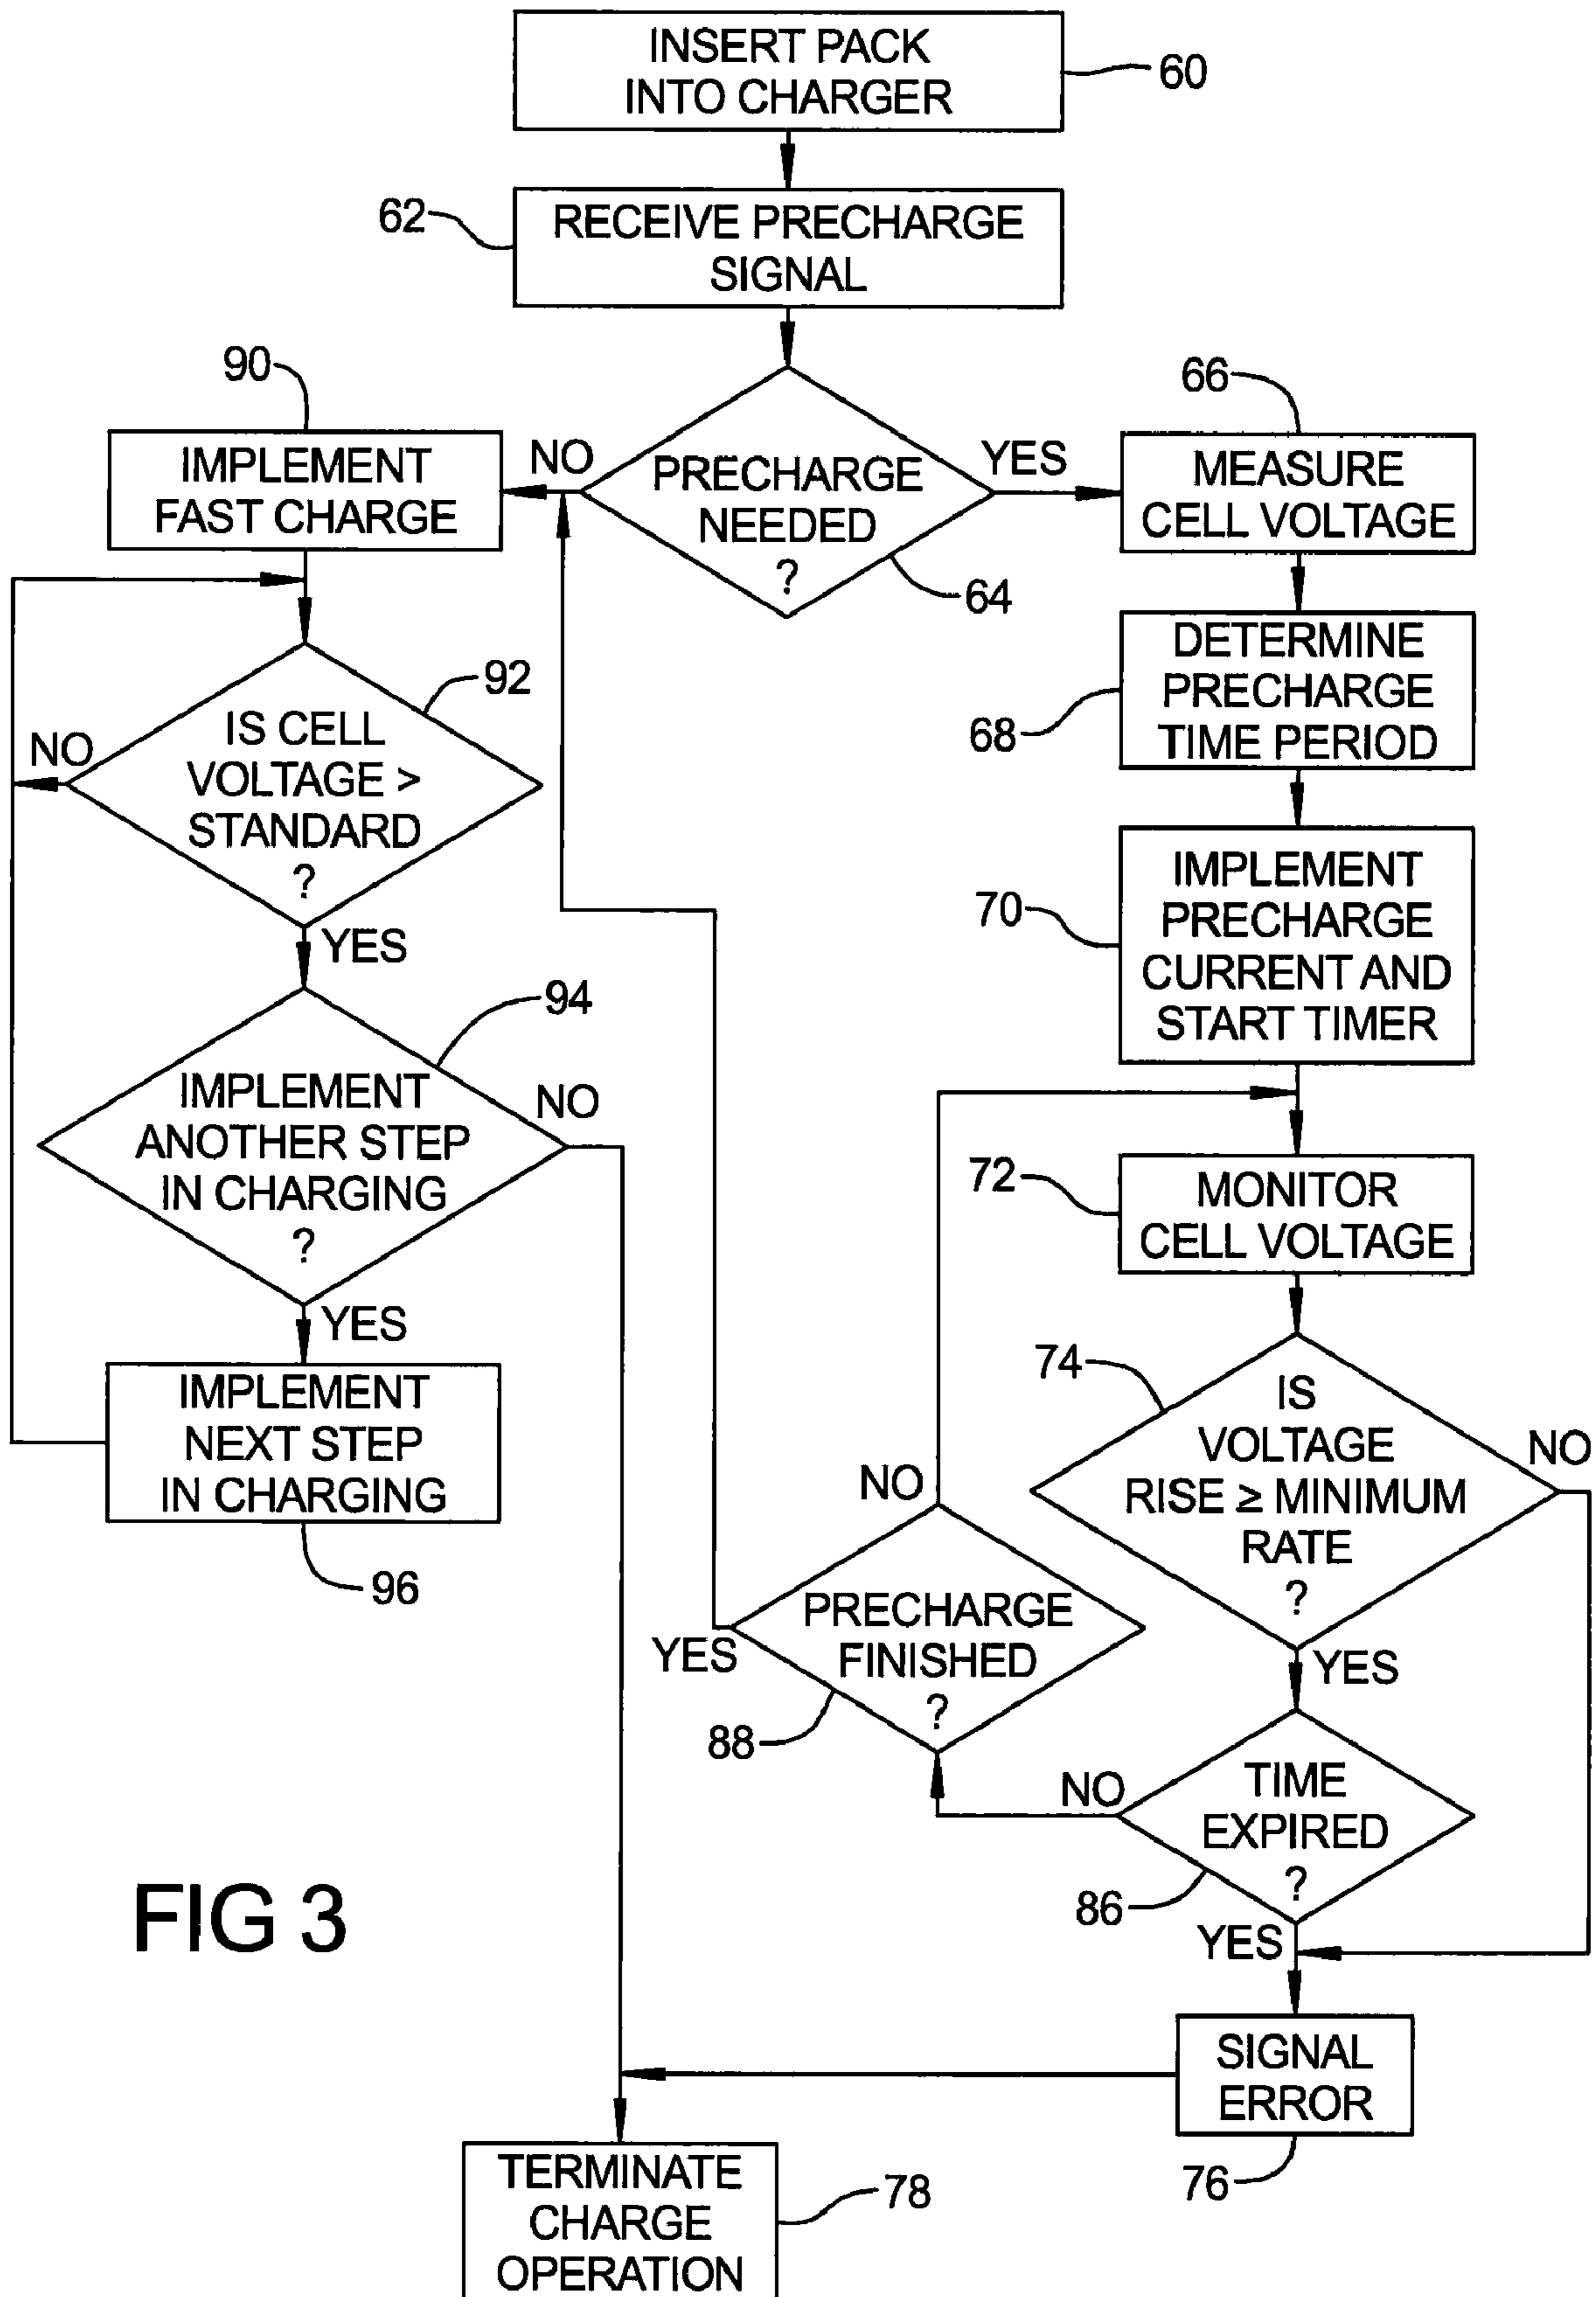 INSERT PACK
INTO CHARGER
60
62
RECEIVE PRECHARGE
SIGNAL
90
IMPLEMENT
FAST CHARGE
NO
PRECHARGE
NEEDED
?
64
YES
66
MEASURE
CELL VOLTAGE
DETERMINE
PRECHARGE
TIME PERIOD
68
IMPLEMENT
PRECHARGE
CURRENT AND
START TIMER
70
92
IS CELL
VOLTAGE >
STANDARD
?
NO
YES
94
IMPLEMENT
ANOTHER STEP
IN CHARGING
?
NO
YES
IMPLEMENT
NEXT STEP
IN CHARGING
96
72
MONITOR
CELL VOLTAGE
74
IS
VOLTAGE
RISE ≥ MINIMUM
RATE
?
NO
YES
NO
PRECHARGE
FINISHED
?
YES
88
NO
TIME
EXPIRED
?
86
YES
SIGNAL
ERROR
76
TERMINATE
CHARGE
OPERATION
78
FIG 3